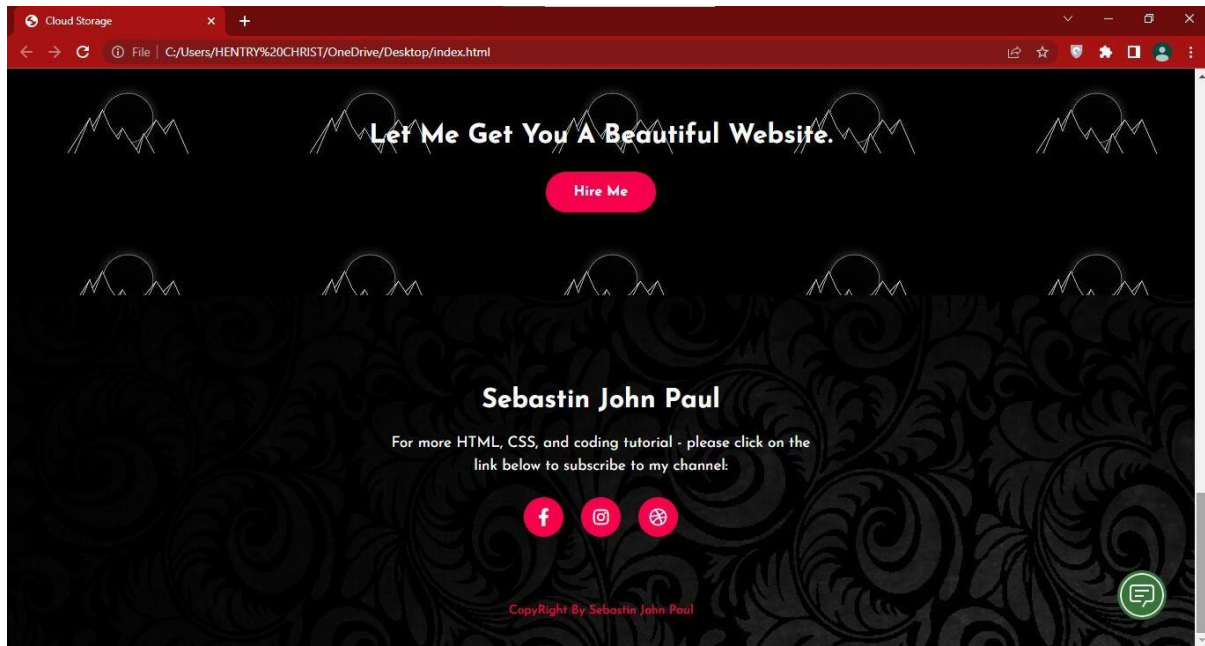 Cloud Storage
File | C:/Users/HENTRY%20CHRIST/OneDrive/Desktop/index.html
Let Me Get You A Beautiful Website.
Hire Me
Sebastin John Paul
For more HTML, CSS, and coding tutorial - please click on the
link below to subscribe to my channel:
CopyRight By Sebastin John Paul